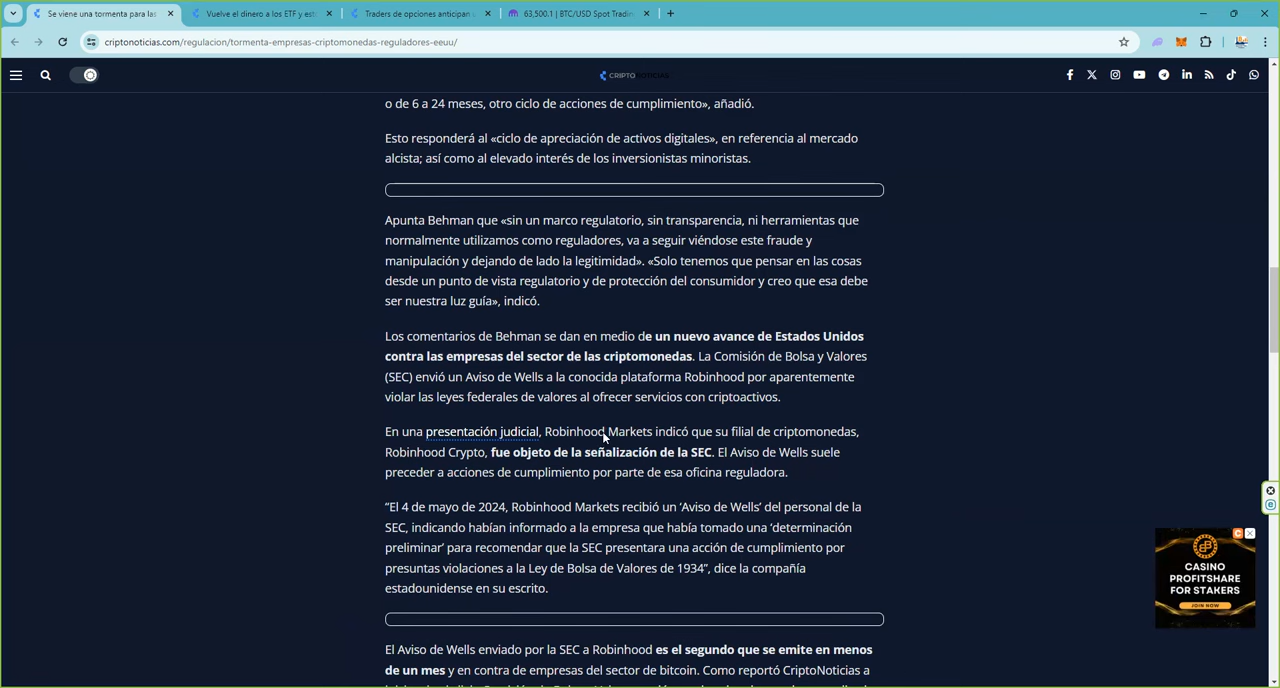 Se viene una tormenta para las
Vuelve el dinero a los ETF y est
Traders de opciones anticipan u
63,500.1 | BTC/USD Spot Tradin
criptonoticias.com/regulacion/tormenta-empresas-criptomonedas-reguladores-eeuu/
CRIPTONOTICIAS
o de 6 a 24 meses, otro ciclo de acciones de cumplimiento», añadió.
Esto responderá al «ciclo de apreciación de activos digitales», en referencia al mercado
alcista; así como al elevado interés de los inversionistas minoristas.
Apunta Behman que «sin un marco regulatorio, sin transparencia, ni herramientas que
normalmente utilizamos como reguladores, va a seguir viéndose este fraude y
manipulación y dejando de lado la legitimidad». «Solo tenemos que pensar en las cosas
desde un punto de vista regulatorio y de protección del consumidor y creo que esa debe
ser nuestra luz guía», indicó.
Los comentarios de Behman se dan en medio de un nuevo avance de Estados Unidos
contra las empresas del sector de las criptomonedas. La Comisión de Bolsa y Valores
(SEC) envió un Aviso de Wells a la conocida plataforma Robinhood por aparentemente
violar las leyes federales de valores al ofrecer servicios con criptoactivos.
En una presentación judicial, Robinhood Markets indicó que su filial de criptomonedas,
Robinhood Crypto, fue objeto de la señalización de la SEC. El Aviso de Wells suele
preceder a acciones de cumplimiento por parte de esa oficina reguladora.
“El 4 de mayo de 2024, Robinhood Markets recibió un ‘Aviso de Wells’ del personal de la
SEC, indicando habían informado a la empresa que había tomado una ‘determinación
preliminar’ para recomendar que la SEC presentara una acción de cumplimiento por
presuntas violaciones a la Ley de Bolsa de Valores de 1934”, dice la compañía
estadounidense en su escrito.
CASINO
PROFITSHARE
FOR STAKERS
JOIN NOW
El Aviso de Wells enviado por la SEC a Robinhood es el segundo que se emite en menos
de un mes y en contra de empresas del sector de bitcoin. Como reportó CriptoNoticias a